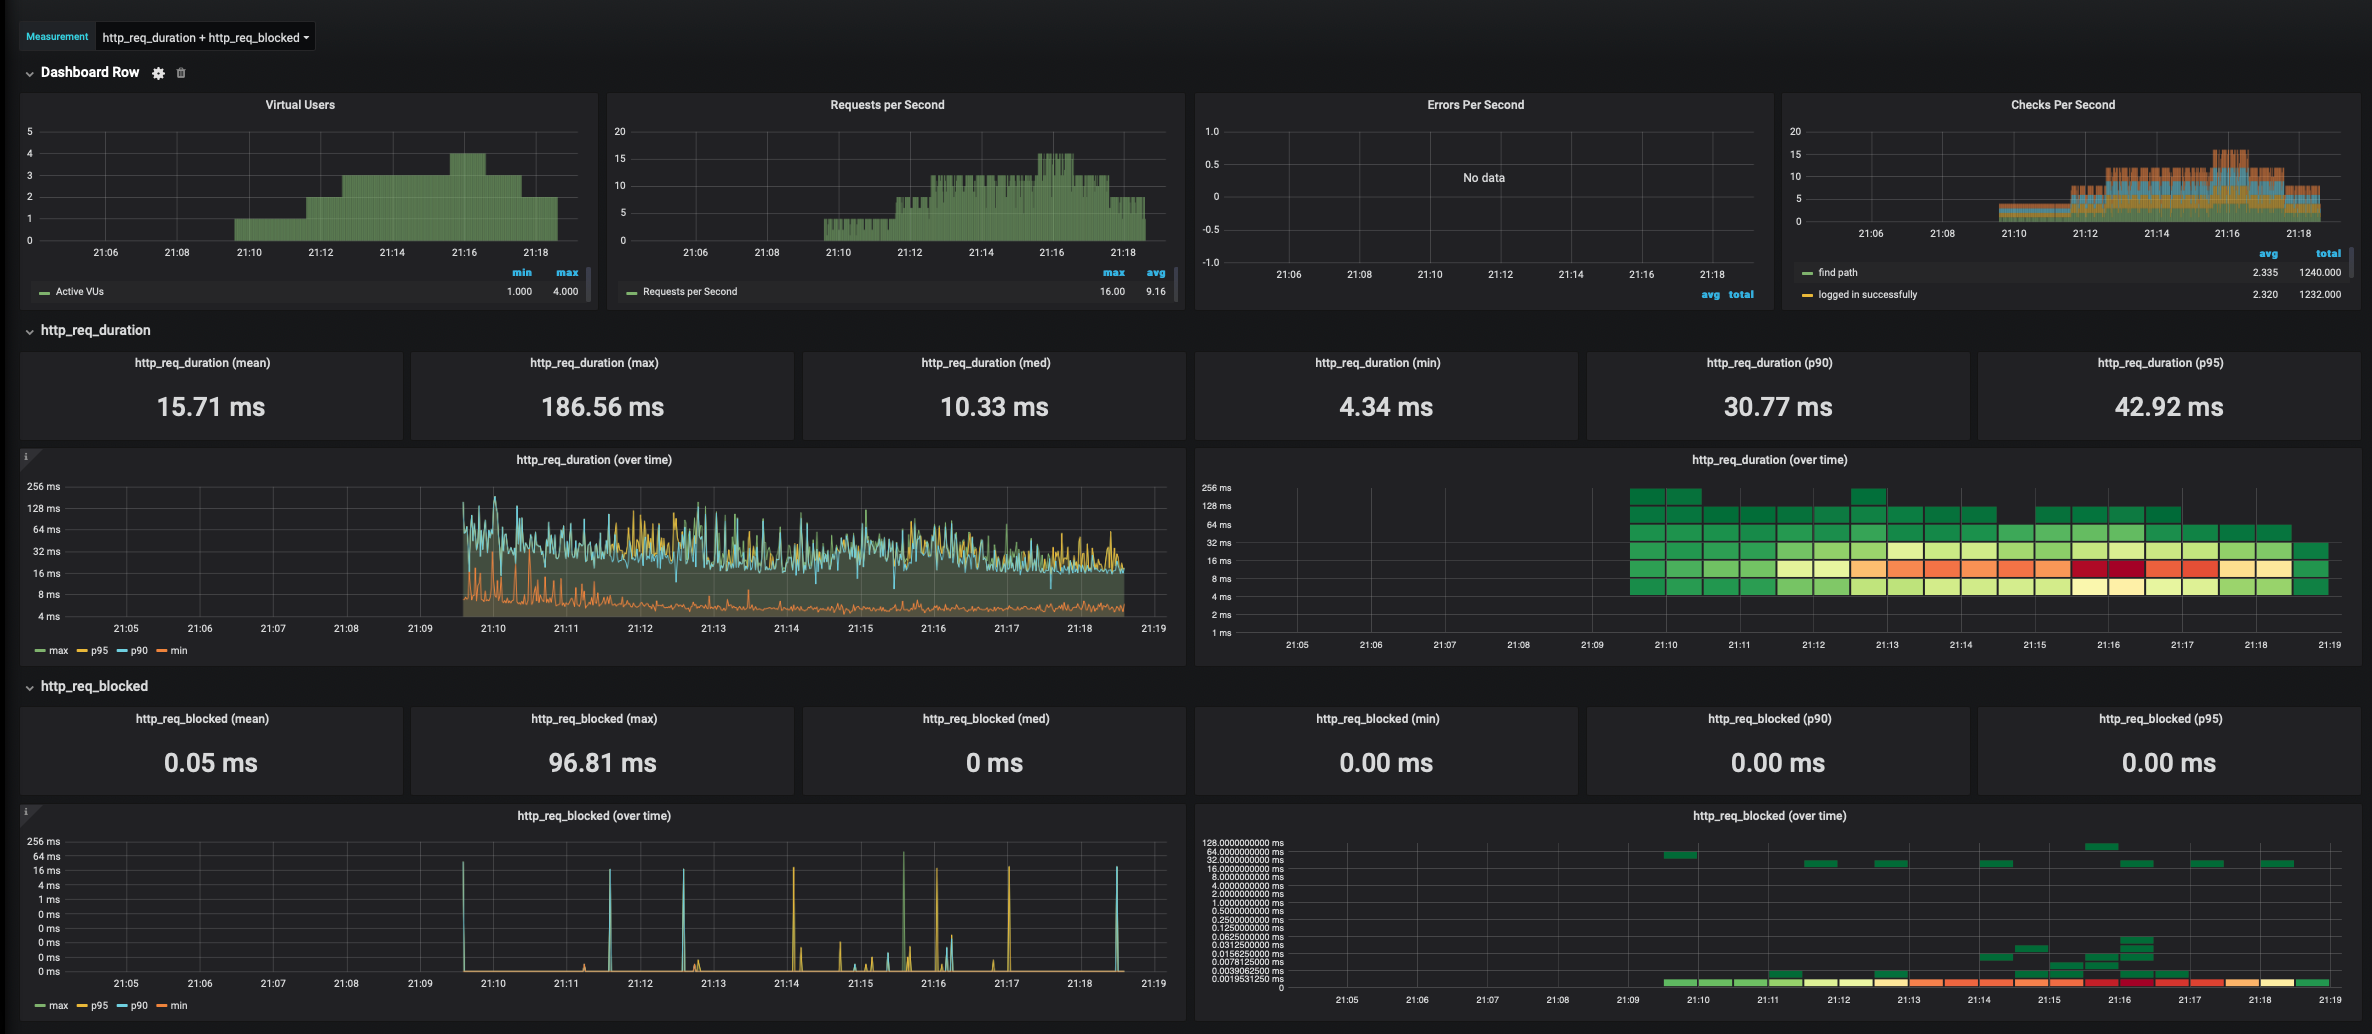 Measurement http_req_duration + http_req_blocked
Dashboard Row
Virtual Users
5
4
3
2
1
0
21:06 21:08 21:10 21:12 21:14 21:16 21:18
min max
Active VUs 1.000 4.000
Requests per Second
20
15
10
5
0
21:06 21:08 21:10 21:12 21:14 21:16 21:18
max avg
Requests per Second 16.00 9.16
Errors Per Second
1.0
0.5
0
-0.5
-1.0
No data
21:06 21:08 21:10 21:12 21:14 21:16 21:18
avg total
Checks Per Second
20
15
10
5
0
21:06 21:08 21:10 21:12 21:14 21:16 21:18
avg total
find path 2.335 1240.000
logged in successfully 2.320 1232.000
http_req_duration
http_req_duration (mean)
15.71 ms
http_req_duration (max)
186.56 ms
http_req_duration (med)
10.33 ms
http_req_duration (min)
4.34 ms
http_req_duration (p90)
30.77 ms
http_req_duration (p95)
42.92 ms
i
http_req_duration (over time)
256 ms
128 ms
64 ms
32 ms
16 ms
8 ms
4 ms
21:05 21:06 21:07 21:08 21:09 21:10 21:11 21:12 21:13 21:14 21:15 21:16 21:17 21:18 21:19
max p95 p90 min
http_req_duration (over time)
256 ms
128 ms
64 ms
32 ms
16 ms
8 ms
4 ms
2 ms
1 ms
21:05 21:06 21:07 21:08 21:09 21:10 21:11 21:12 21:13 21:14 21:15 21:16 21:17 21:18 21:19
http_req_blocked
http_req_blocked (mean)
0.05 ms
http_req_blocked (max)
96.81 ms
http_req_blocked (med)
0 ms
http_req_blocked (min)
0.00 ms
http_req_blocked (p90)
0.00 ms
http_req_blocked (p95)
0.00 ms
i
http_req_blocked (over time)
256 ms
64 ms
16 ms
4 ms
1 ms
0 ms
0 ms
0 ms
0 ms
0 ms
21:05 21:06 21:07 21:08 21:09 21:10 21:11 21:12 21:13 21:14 21:15 21:16 21:17 21:18 21:19
max p95 p90 min
http_req_blocked (over time)
128.0000000000 ms
64.0000000000 ms
32.0000000000 ms
16.0000000000 ms
8.0000000000 ms
4.0000000000 ms
2.0000000000 ms
1.0000000000 ms
0.5000000000 ms
0.2500000000 ms
0.1250000000 ms
0.0625000000 ms
0.0312500000 ms
0.0156250000 ms
0.0078125000 ms
0.0039062500 ms
0.0019531250 ms
0
21:05 21:06 21:07 21:08 21:09 21:10 21:11 21:12 21:13 21:14 21:15 21:16 21:17 21:18 21:19